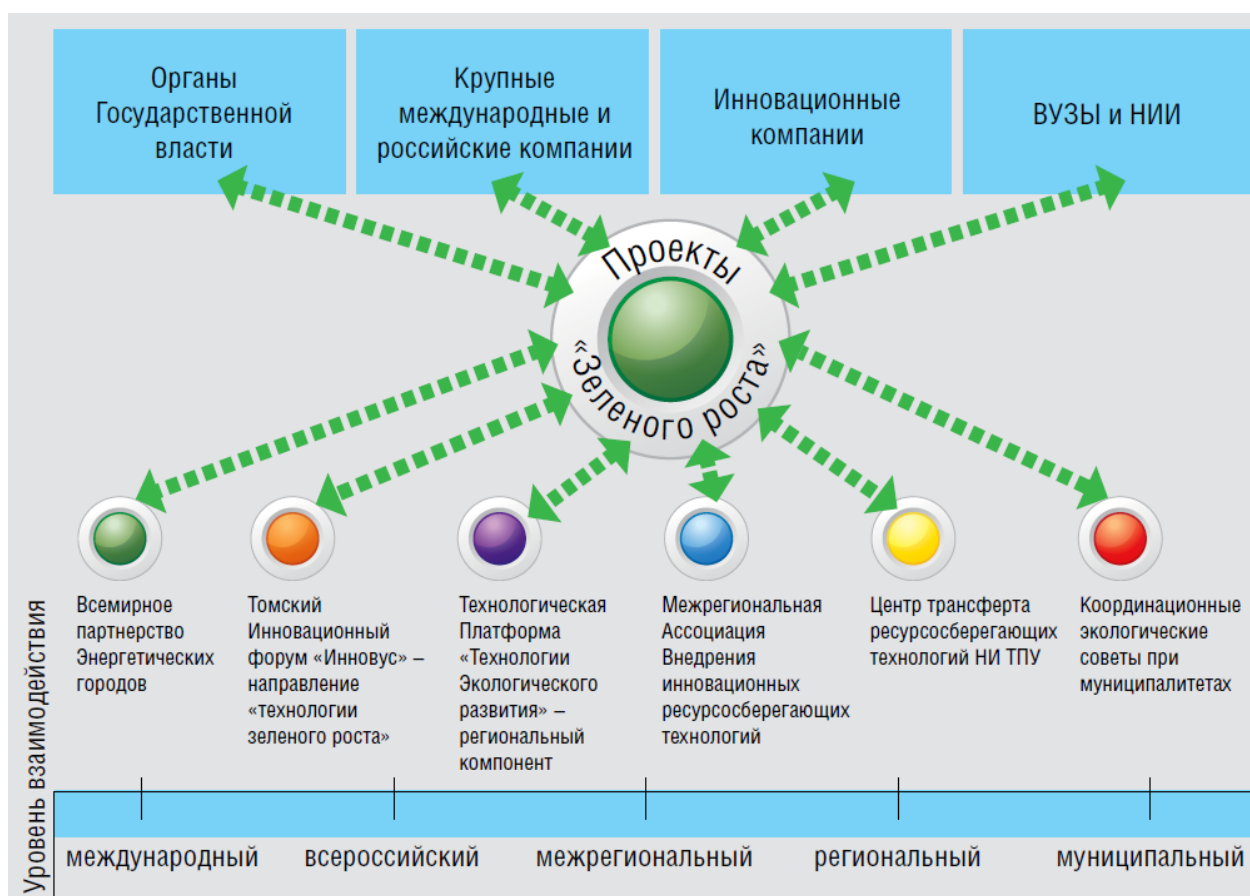 Органы
Государственной
власти
Крупные
международные и
российские компании
Инновационные
компании
ВУЗЫ и НИИ
Проекты
«Зеленого роста»
Всемирное
партнерство
Энергетических
городов
Томский
Инновационный
форум «Инновус» –
направление
«технологии
зеленого роста»
Технологическая
Платформа
«Технологии
Экологического
развития» –
региональный
компонент
Межрегиональная
Ассоциация
Внедрения
инновационных
ресурсосберегающих
технологий
Центр трансферта
ресурсосберегающих
технологий НИ ТПУ
Координационные
экологические
советы при
муниципалитетах
Уровень взаимодействия
международный
всероссийский
межрегиональный
региональный
муниципальный